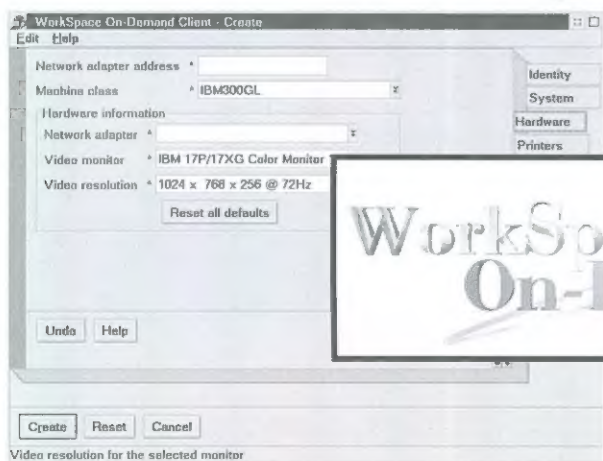 WorkSpace On-Demand Client - Create
Edit Help
Network adapter address *
Machine class * IBM300GL
Hardware information
Network adapter *
Video monitor * IBM 17P/17XG Color Monitor
Video resolution * 1024 x 768 x 256 @ 72Hz
Reset all defaults
Identity
System
Hardware
Printers
WorkSp
On-
Undo Help
Create Reset Cancel
Video resolution for the selected monitor